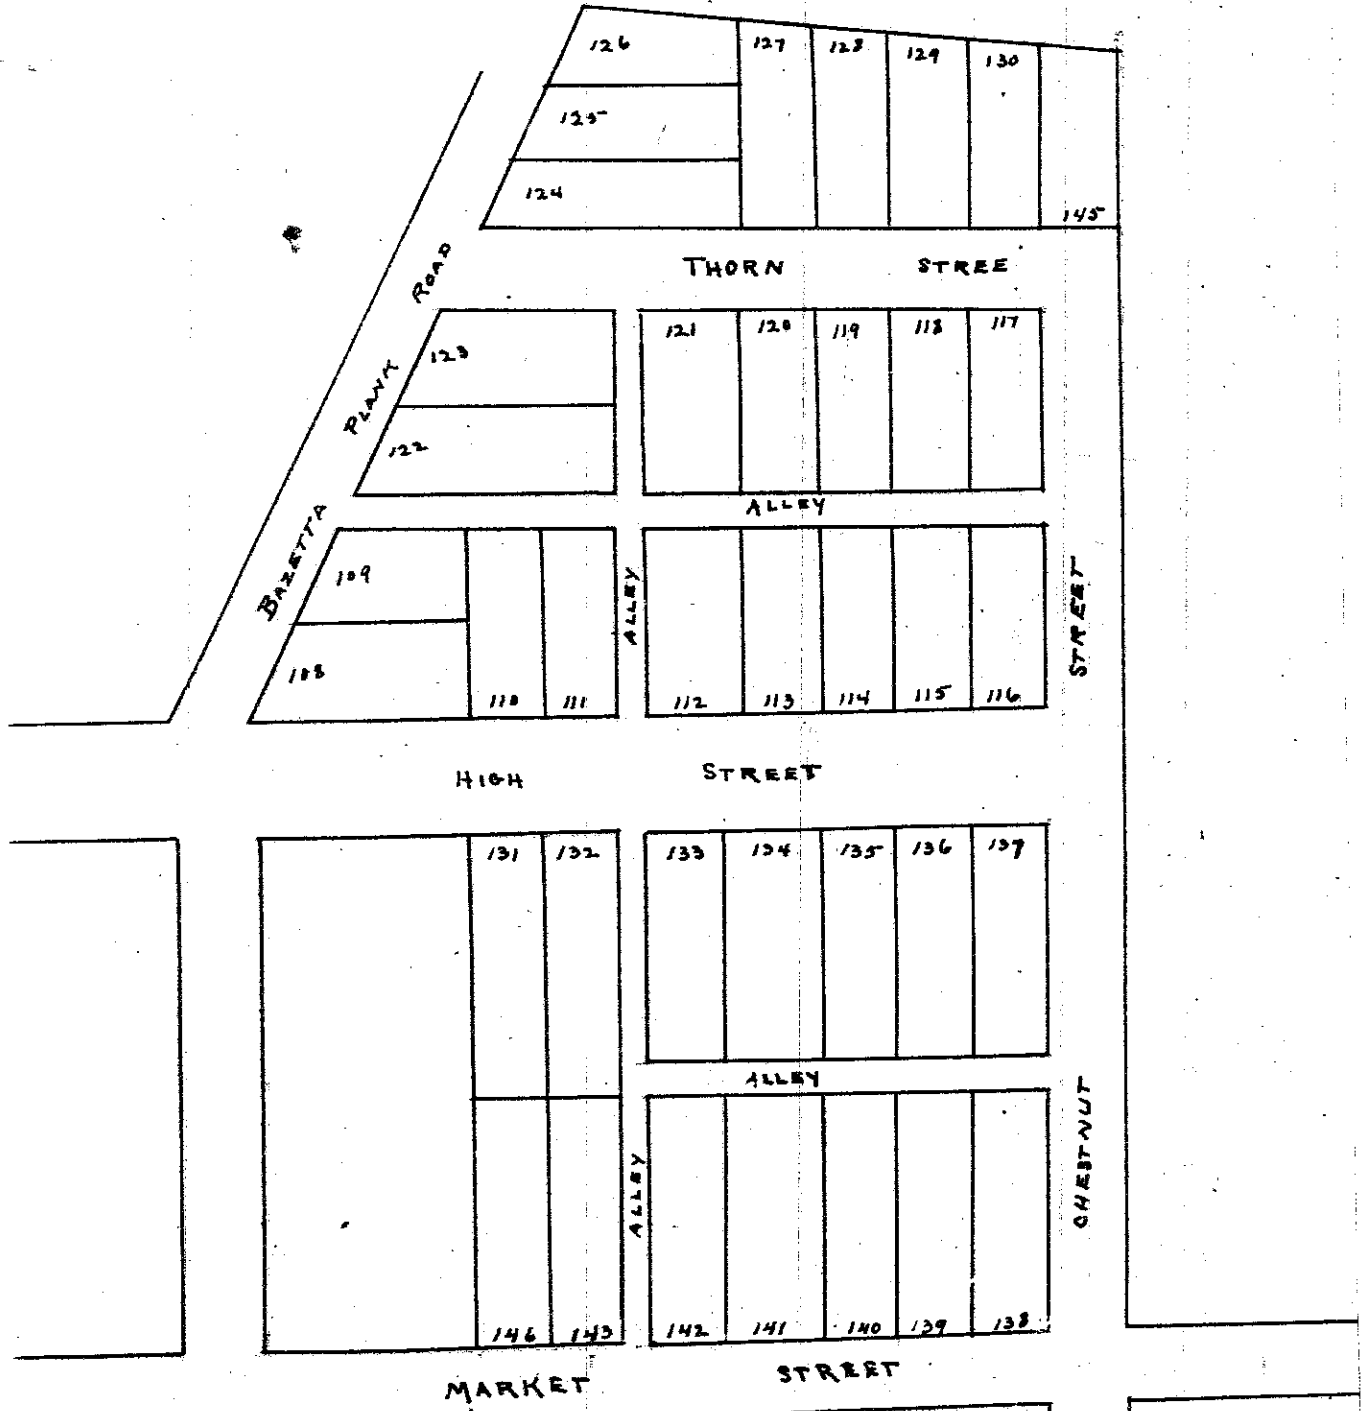 126 127 128 129 130
125
124
145
THORN STREE
BAZETTA PLANK ROAD
123 121 120 119 118 117
122
ALLEY
109
ALLEY
STREET
108
110 111 112 113 114 115 116
HIGH STREET
131 132 133 134 135 136 137
ALLEY
ALLEY
CHESTNUT
146 143 142 141 140 139 138
MARKET STREET